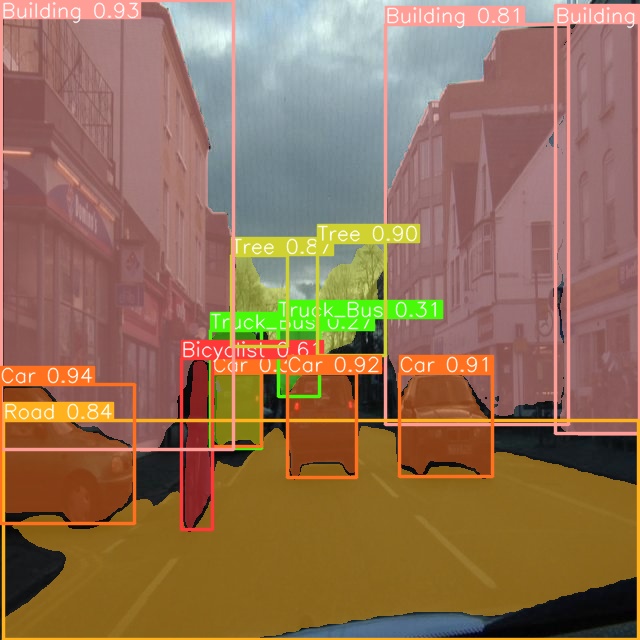 Building 0.93
Building 0.81
Building
Tree 0.90
Tree 0.87
Truck_Bus 0.31
Truck_Bus 0.27
Bicyclist 0.61
Car 0.92
Car 0.91
Car 0.94
Road 0.84